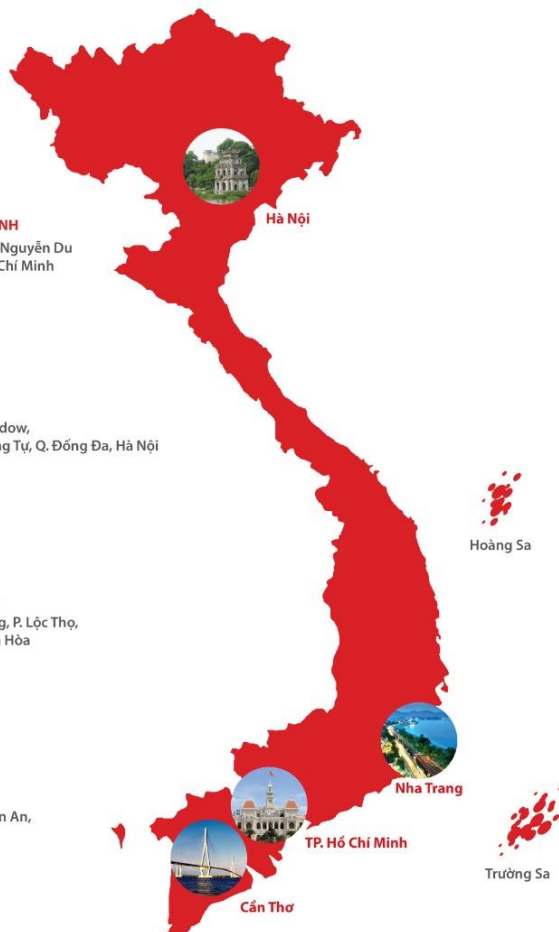 Hà Nội
NH
Nguyễn Du
Chí Minh
dow,
g Tự, Q. Đống Đa, Hà Nội
Hoàng Sa
g, P. Lộc Thọ,
Hòa
Nha Trang
n An,
TP. Hồ Chí Minh
Trường Sa
Cần Thơ